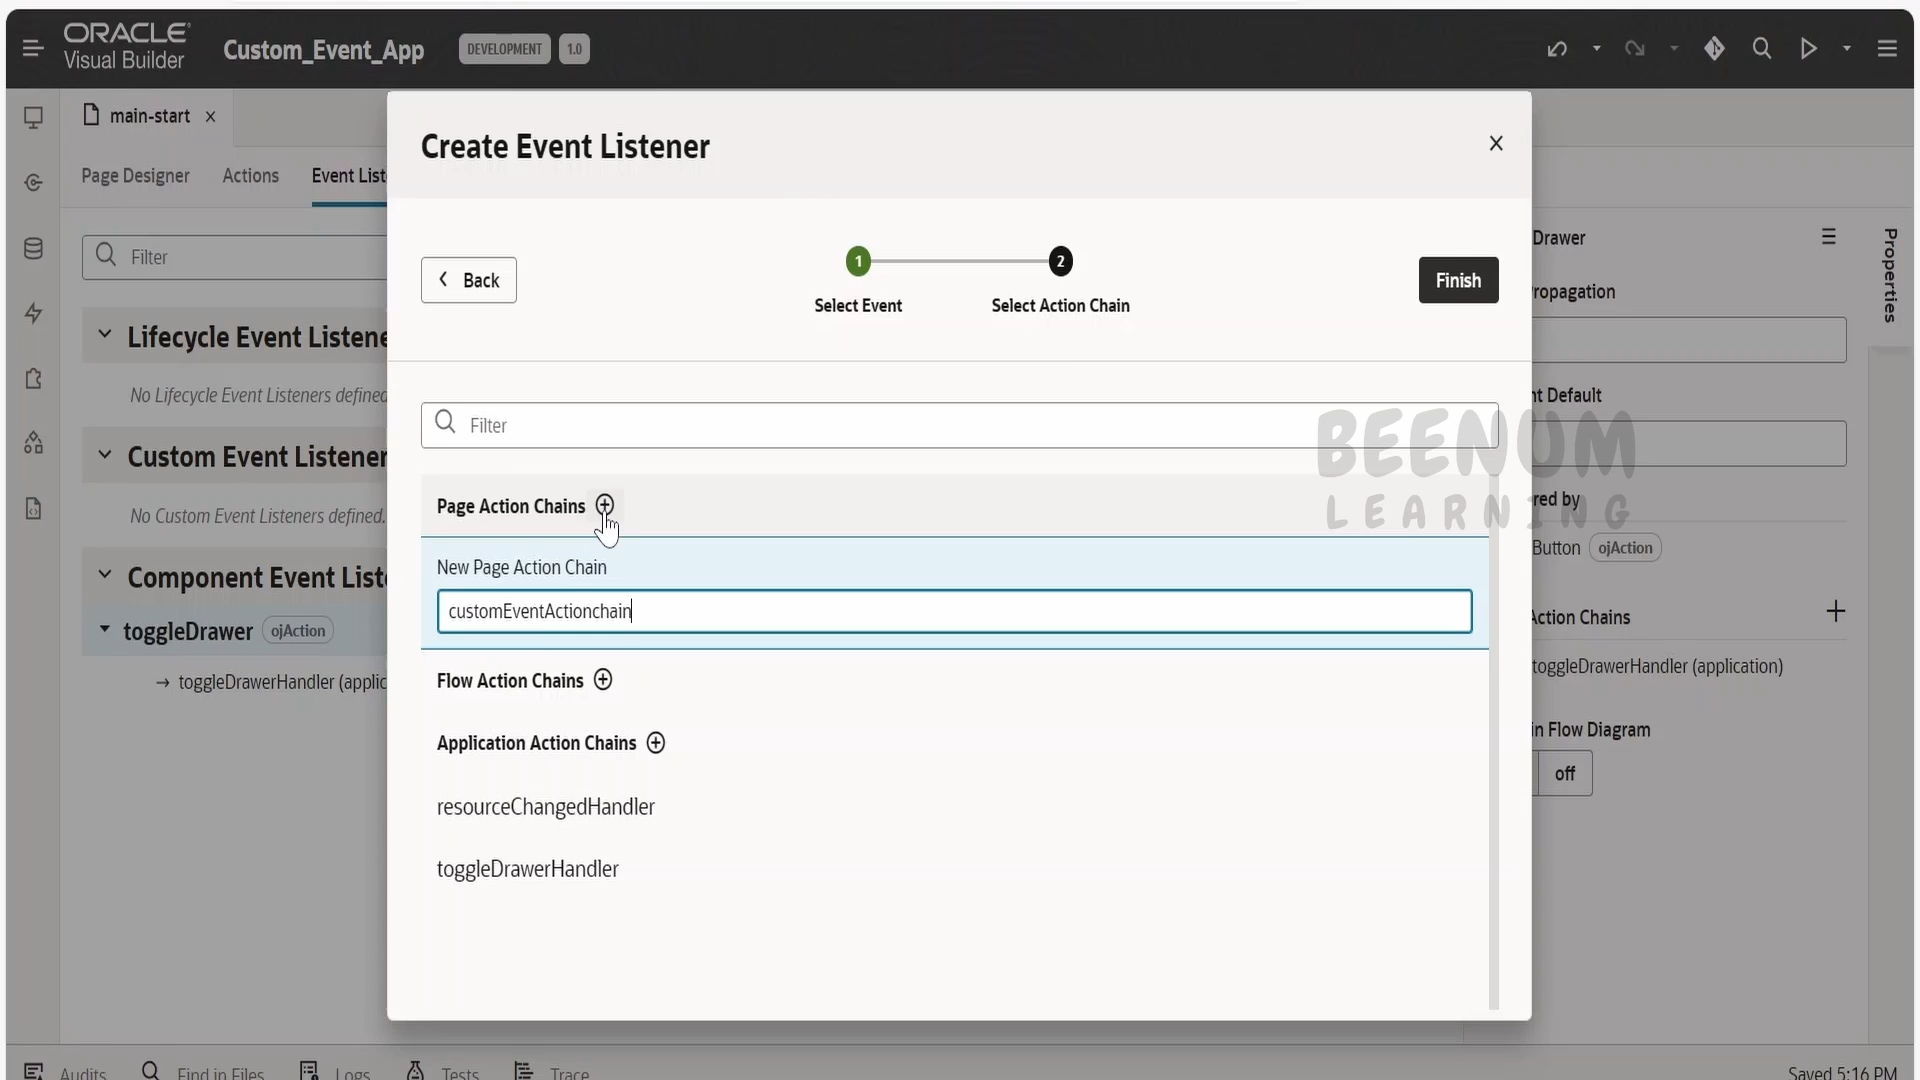 ORACLE
Visual Builder
Custom_Event_App
DEVELOPMENT
1.0
main-start
Page Designer
Actions
Event List
Filter
Lifecycle Event Listene
No Lifecycle Event Listeners defined
Custom Event Listener
No Custom Event Listeners defined.
Component Event List
toggleDrawer ojAction
→ toggleDrawerHandler (applic
Create Event Listener
Back
1
2
Select Event
Select Action Chain
Finish
Filter
Page Action Chains
New Page Action Chain
customEventActionchain
Flow Action Chains
Application Action Chains
resourceChangedHandler
toggleDrawerHandler
BEENUM
LEARNING
Drawer
ropagation
nt Default
red by
Button ojAction
Action Chains
toggleDrawerHandler (application)
in Flow Diagram
off
Properties
Audits
Find in Files
Logs
Tests
Trace
Saved 5:16 PM